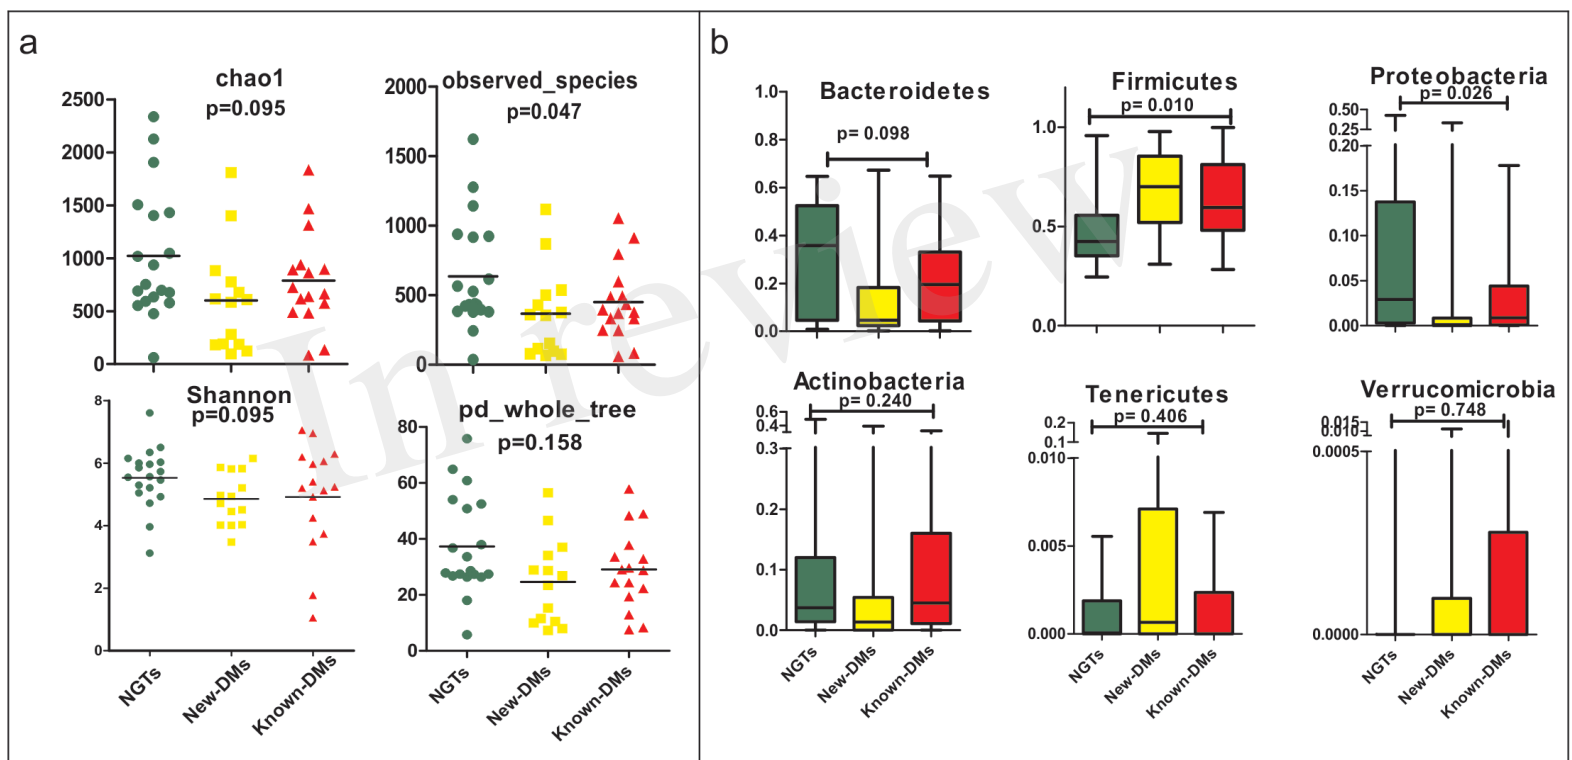 a
chao1
p=0.095
2500
2000
1500
1000
500
0
observed_species
p=0.047
2000
1500
1000
500
0
Shannon
p=0.095
8
6
4
2
0
NGTs
New-DMs
Known-DMs
pd_whole_tree
p=0.158
80
60
40
20
0
NGTs
New-DMs
Known-DMs
b
Bacteroidetes
p= 0.098
1.0
0.8
0.6
0.4
0.2
0.0
Firmicutes
p= 0.010
1.0
0.5
0.0
Proteobacteria
p= 0.026
0.50
0.25
0.20
0.15
0.10
0.05
0.00
Actinobacteria
p= 0.240
0.6
0.4
0.3
0.2
0.1
0.0
NGTs
New-DMs
Known-DMs
Tenericutes
p= 0.406
0.2
0.1
0.010
0.005
0.000
NGTs
New-DMs
Known-DMs
Verrucomicrobia
p= 0.748
0.015
0.010
0.0005
0.0000
NGTs
New-DMs
Known-DMs
In review